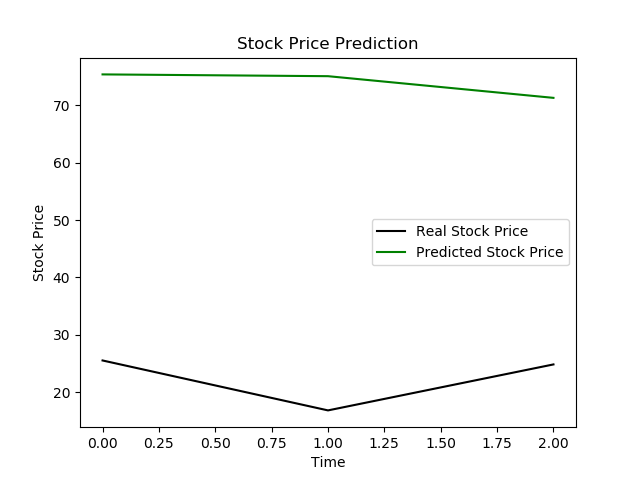 Stock Price Prediction
Stock Price
70
60
50
40
30
20
Real Stock Price
Predicted Stock Price
0.00 0.25 0.50 0.75 1.00 1.25 1.50 1.75 2.00
Time